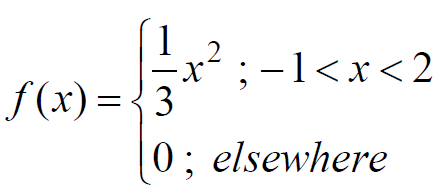 f(x) = { 1/3 x² ; −1 < x < 2
0 ; elsewhere